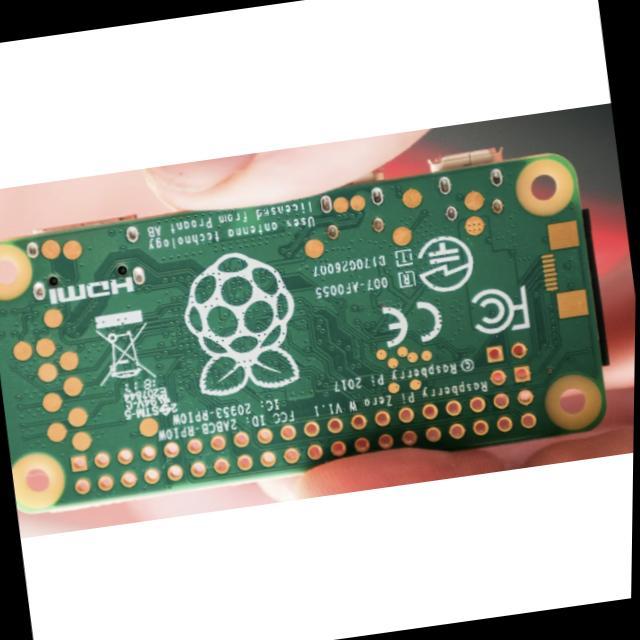 Raspberry Pi Zero W V1.1
© Raspberry Pi 2017
FCC ID: 2ABCB-RPI0W
IC: 20953-RPI0W
CE
FC
R 007-AF0055
T D170G26007
HDMI
Uses antenna technology
licensed from Proant AB